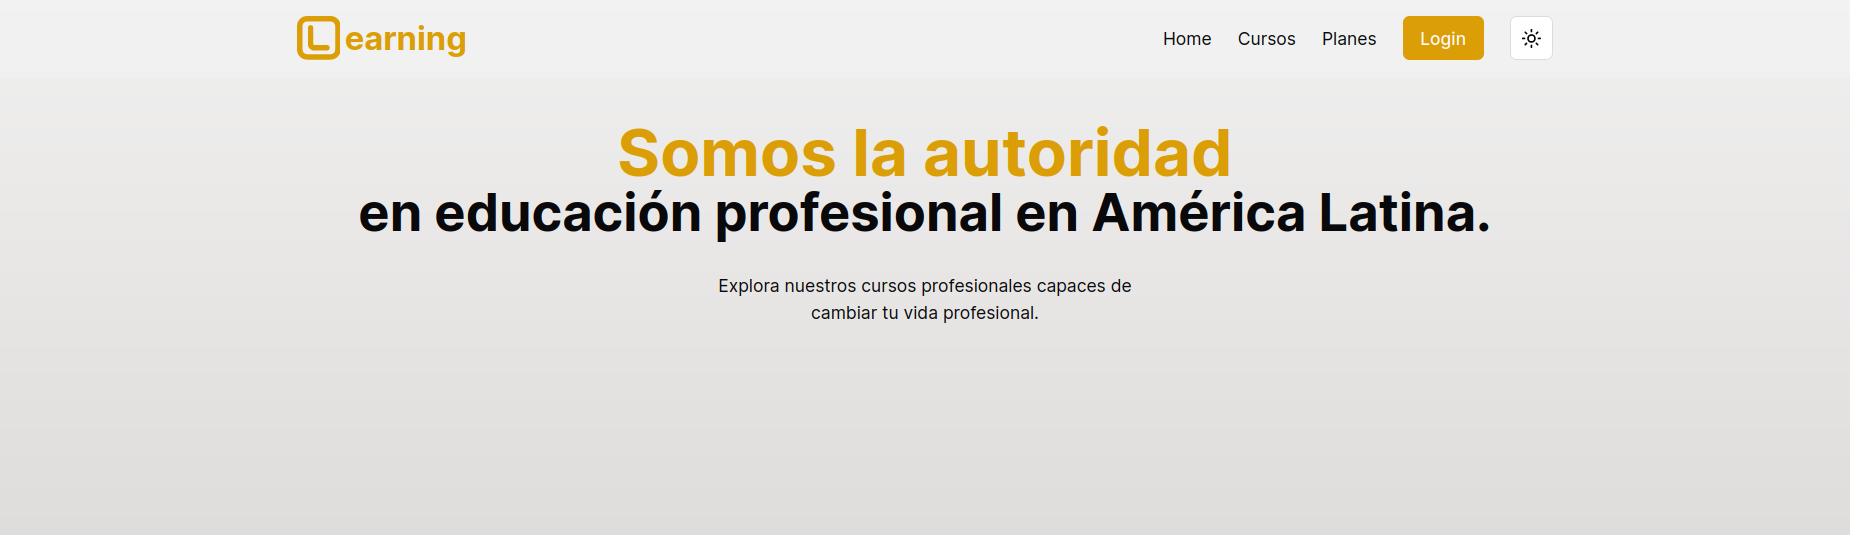 Learning
Home Cursos Planes Login
Somos la autoridad
en educación profesional en América Latina.
Explora nuestros cursos profesionales capaces de
cambiar tu vida profesional.